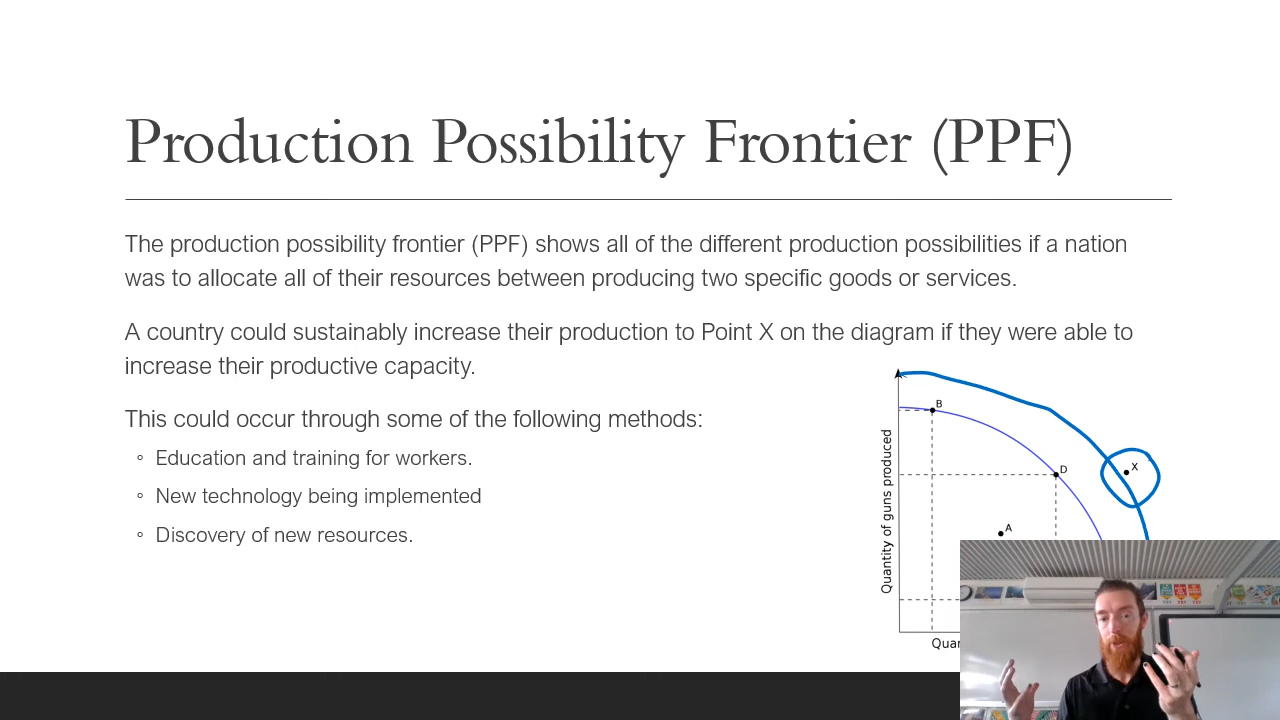 Production Possibility Frontier (PPF)
The production possibility frontier (PPF) shows all of the different production possibilities if a nation
was to allocate all of their resources between producing two specific goods or services.
A country could sustainably increase their production to Point X on the diagram if they were able to
increase their productive capacity.
This could occur through some of the following methods:
◦ Education and training for workers.
◦ New technology being implemented
◦ Discovery of new resources.
B
X
D
A
Quantity of guns produced